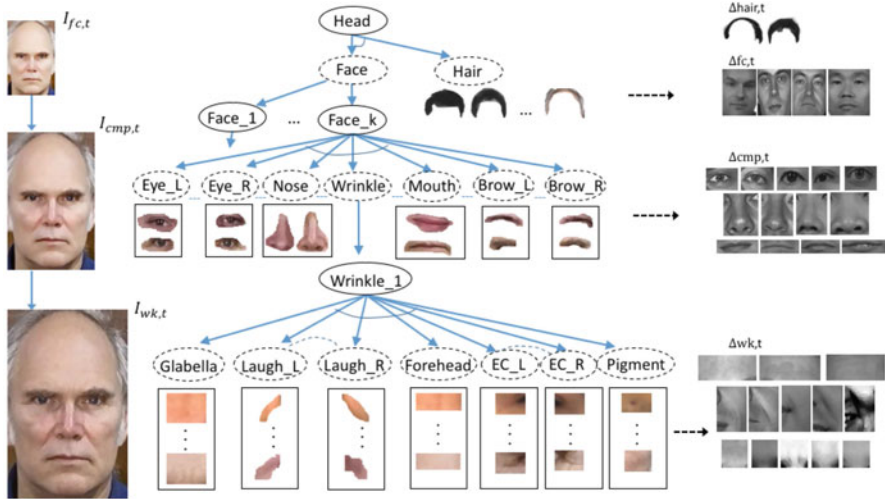 I_fc,t
Head
Δhair,t
Face
Hair
Δfc,t
...
I_cmp,t
Face_1
...
Face_k
Δcmp,t
Eye_L
Eye_R
Nose
Wrinkle
Mouth
Brow_L
Brow_R
Wrinkle_1
I_wk,t
Δwk,t
Glabella
Laugh_L
Laugh_R
Forehead
EC_L
EC_R
Pigment